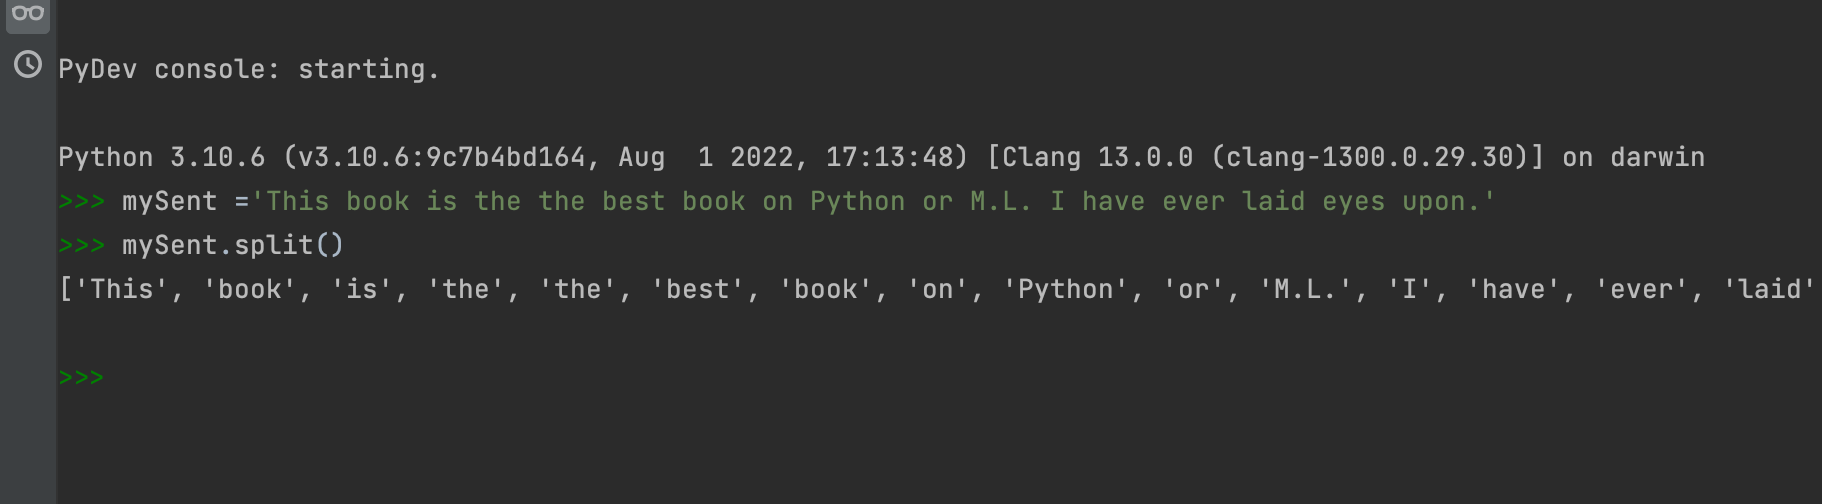 PyDev console: starting.
Python 3.10.6 (v3.10.6:9c7b4bd164, Aug  1 2022, 17:13:48) [Clang 13.0.0 (clang-1300.0.29.30)] on darwin
>>> mySent ='This book is the the best book on Python or M.L. I have ever laid eyes upon.'
>>> mySent.split()
['This', 'book', 'is', 'the', 'the', 'best', 'book', 'on', 'Python', 'or', 'M.L.', 'I', 'have', 'ever', 'laid'
>>>